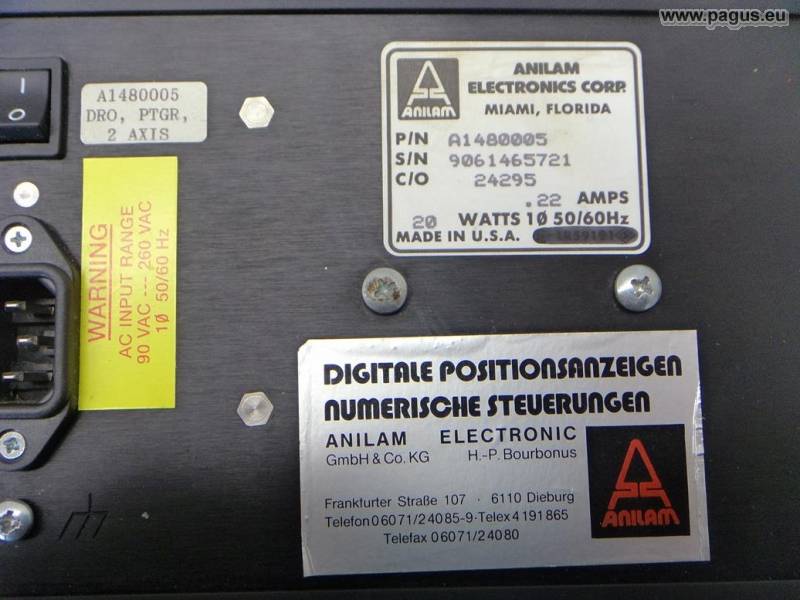 www.pagus.eu
I
O
A1480005
DRO, PTGR,
2 AXIS
WARNING
AC INPUT RANGE
90 VAC --- 260 VAC
1Ø 50/60 Hz
ANILAM
ANILAM
ELECTRONICS CORP.
MIAMI, FLORIDA
P/N A1480005
S/N 9061465721
C/O 24295
.22 AMPS
20 WATTS 1Ø 50/60Hz
MADE IN U.S.A.
DIGITALE POSITIONSANZEIGEN
NUMERISCHE STEUERUNGEN
ANILAM ELECTRONIC
GmbH & Co. KG H.-P. Bourbonus
Frankfurter Straße 107 · 6110 Dieburg
Telefon 06071/24085-9·Telex 4191865
Telefax 06071/24080
ANILAM